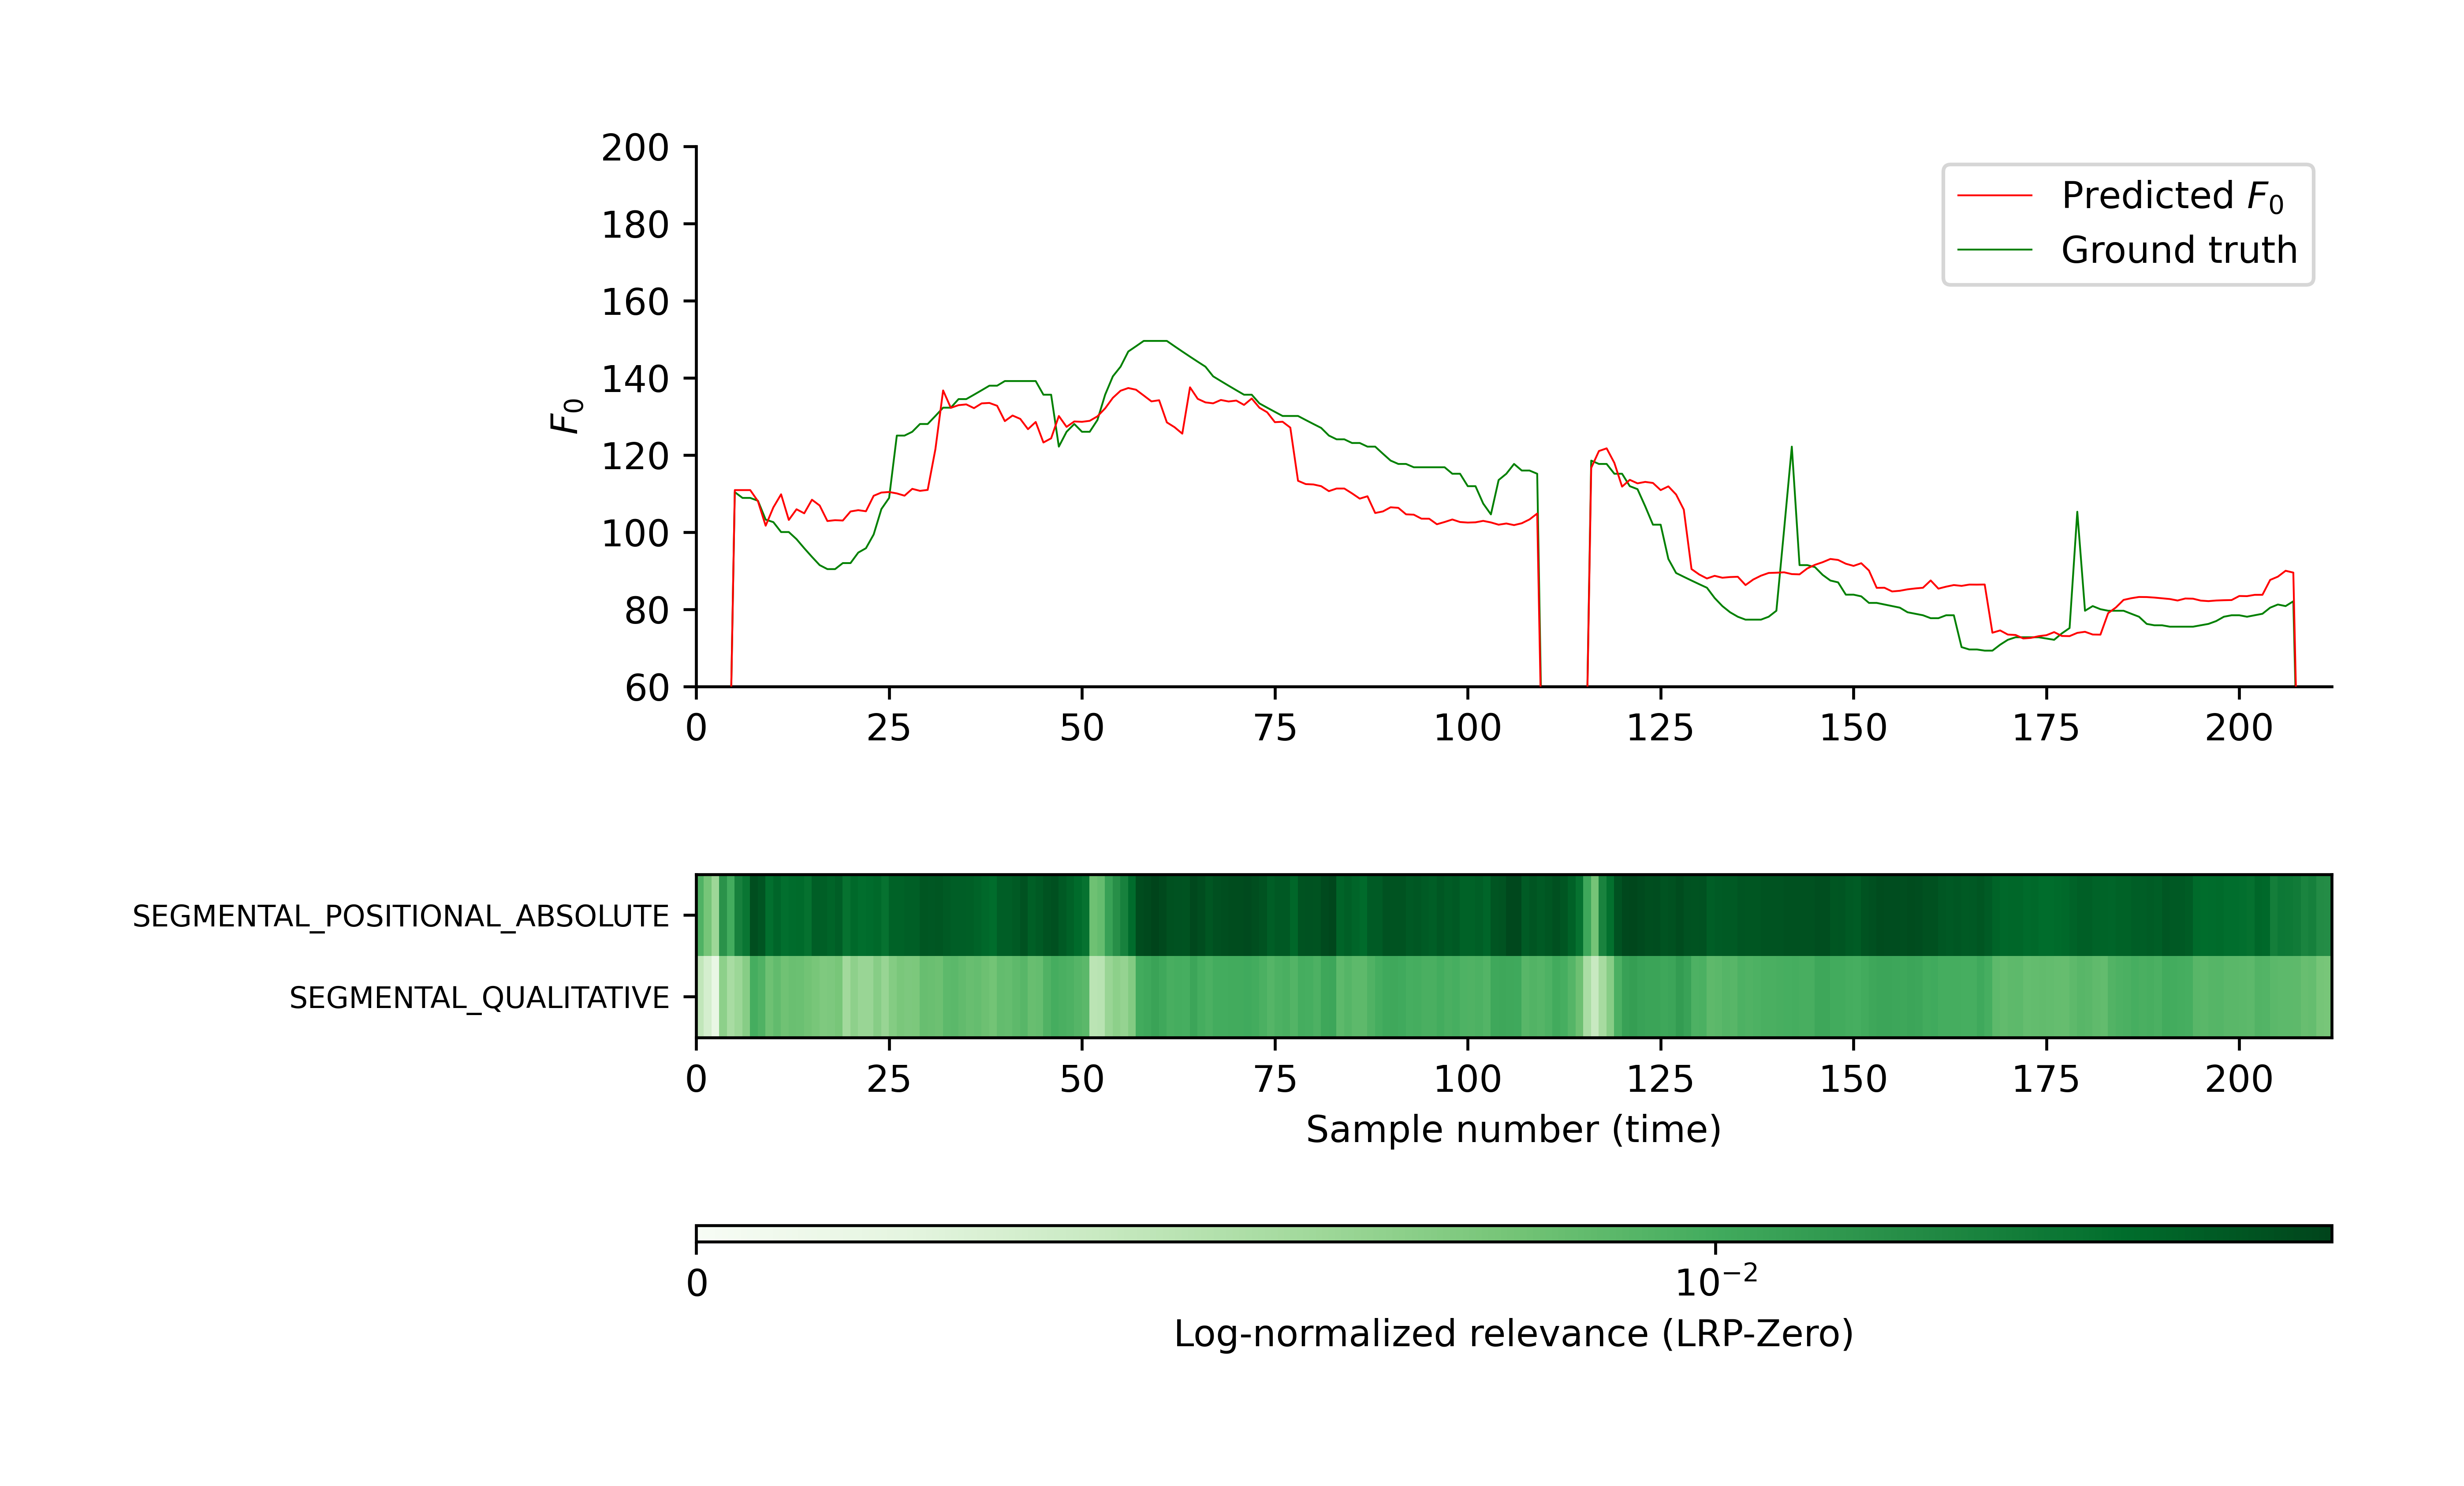 200
180
160
140
120
100
80
60
F0
Predicted F0
Ground truth
0 25 50 75 100 125 150 175 200
SEGMENTAL_POSITIONAL_ABSOLUTE
SEGMENTAL_QUALITATIVE
0 25 50 75 100 125 150 175 200
Sample number (time)
0 10−2
Log-normalized relevance (LRP-Zero)